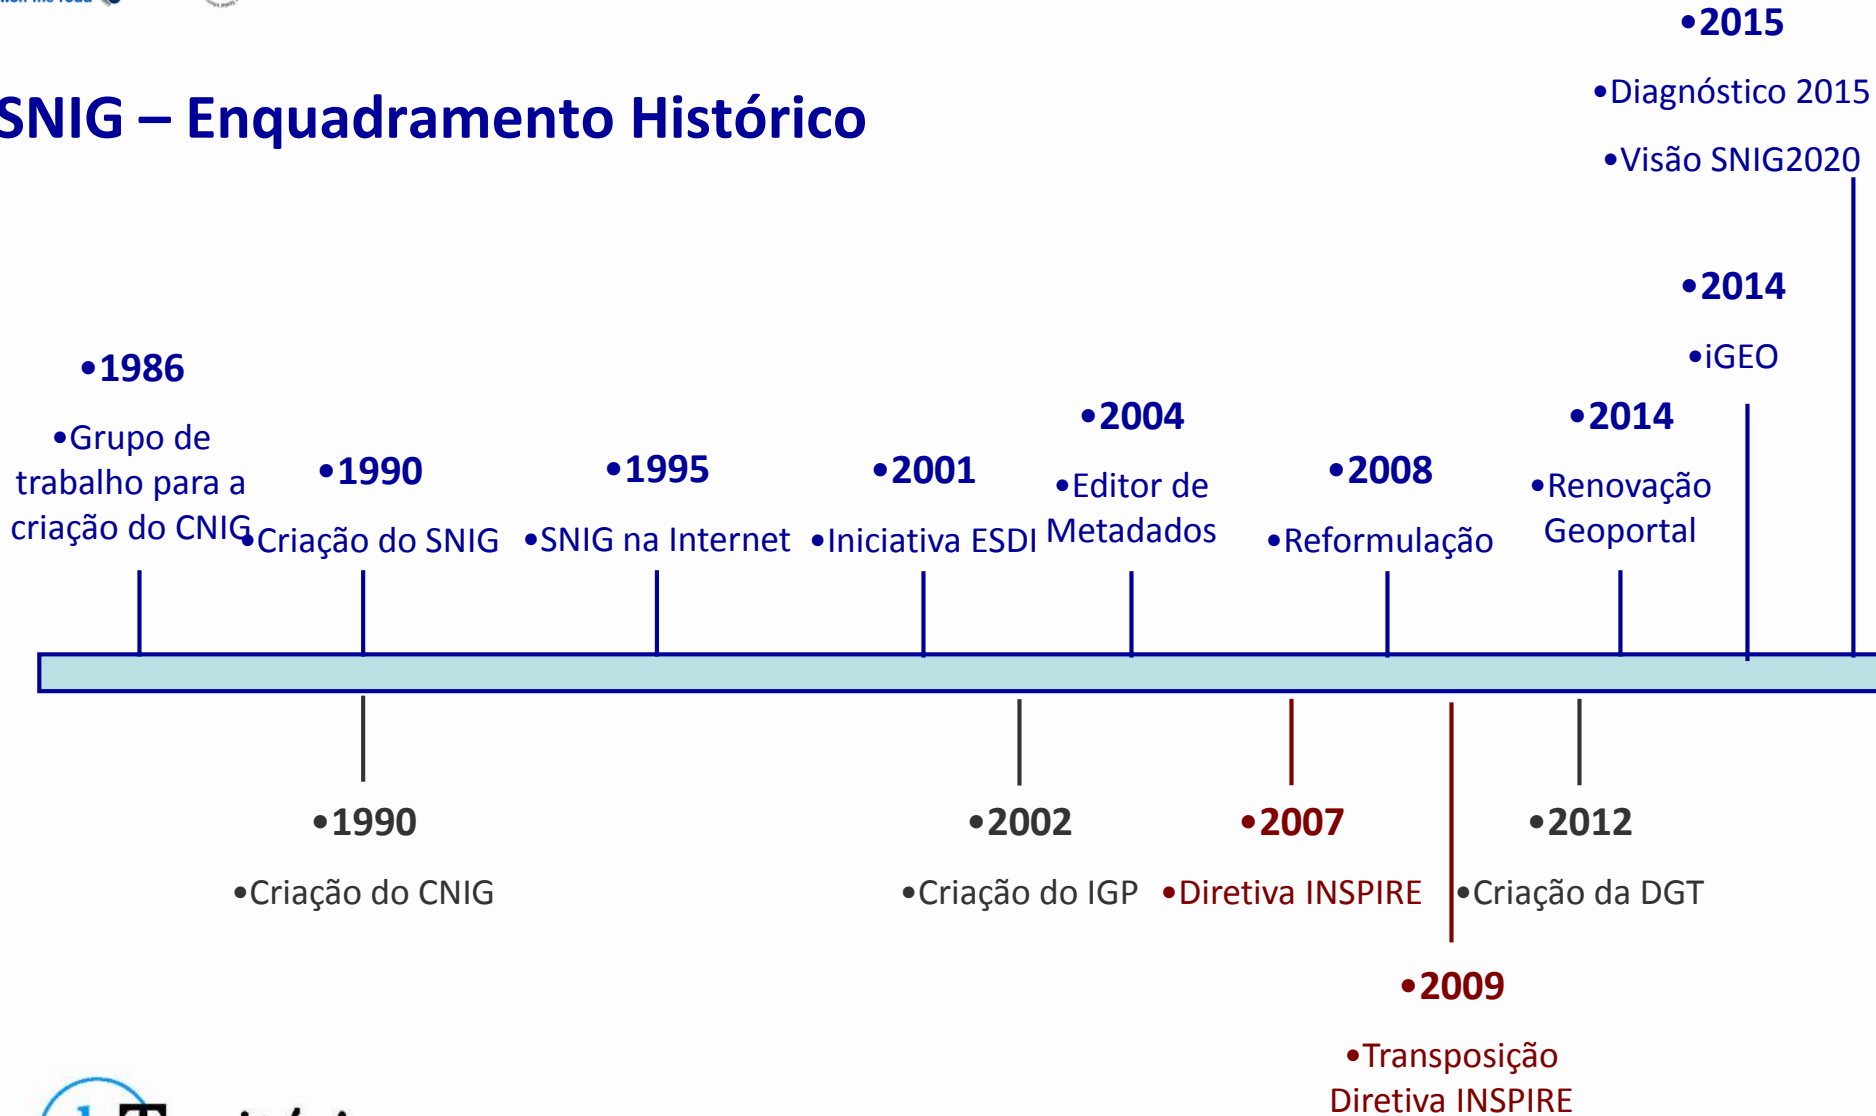 SNIG – Enquadramento Histórico
•2015
•Diagnóstico 2015
•Visão SNIG2020
•2014
•iGEO
•1986
•Grupo de
trabalho para a
criação do CNIG
•1990
•Criação do SNIG
•1995
•SNIG na Internet
•2001
•Iniciativa ESDI
•2004
•Editor de
Metadados
•2008
•Reformulação
•2014
•Renovação
Geoportal
•1990
•Criação do CNIG
•2002
•Criação do IGP
•2007
•Diretiva INSPIRE
•2012
•Criação da DGT
•2009
•Transposição
Diretiva INSPIRE